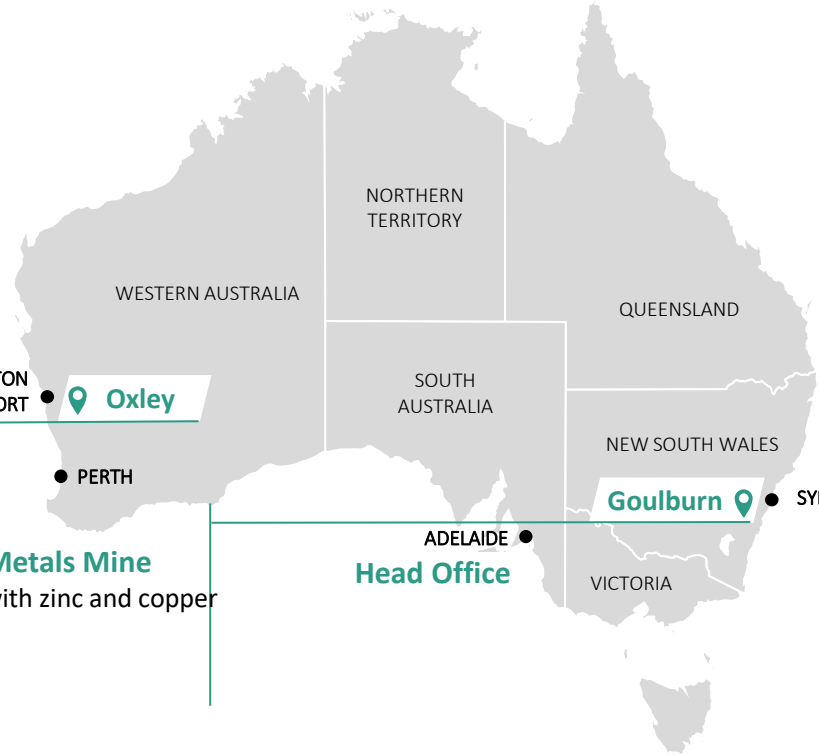 NORTHERN
TERRITORY
WESTERN AUSTRALIA
QUEENSLAND
SOUTH
AUSTRALIA
TON
ORT
Oxley
NEW SOUTH WALES
PERTH
Goulburn
SY
ADELAIDE
Head Office
Metals Mine
with zinc and copper
VICTORIA